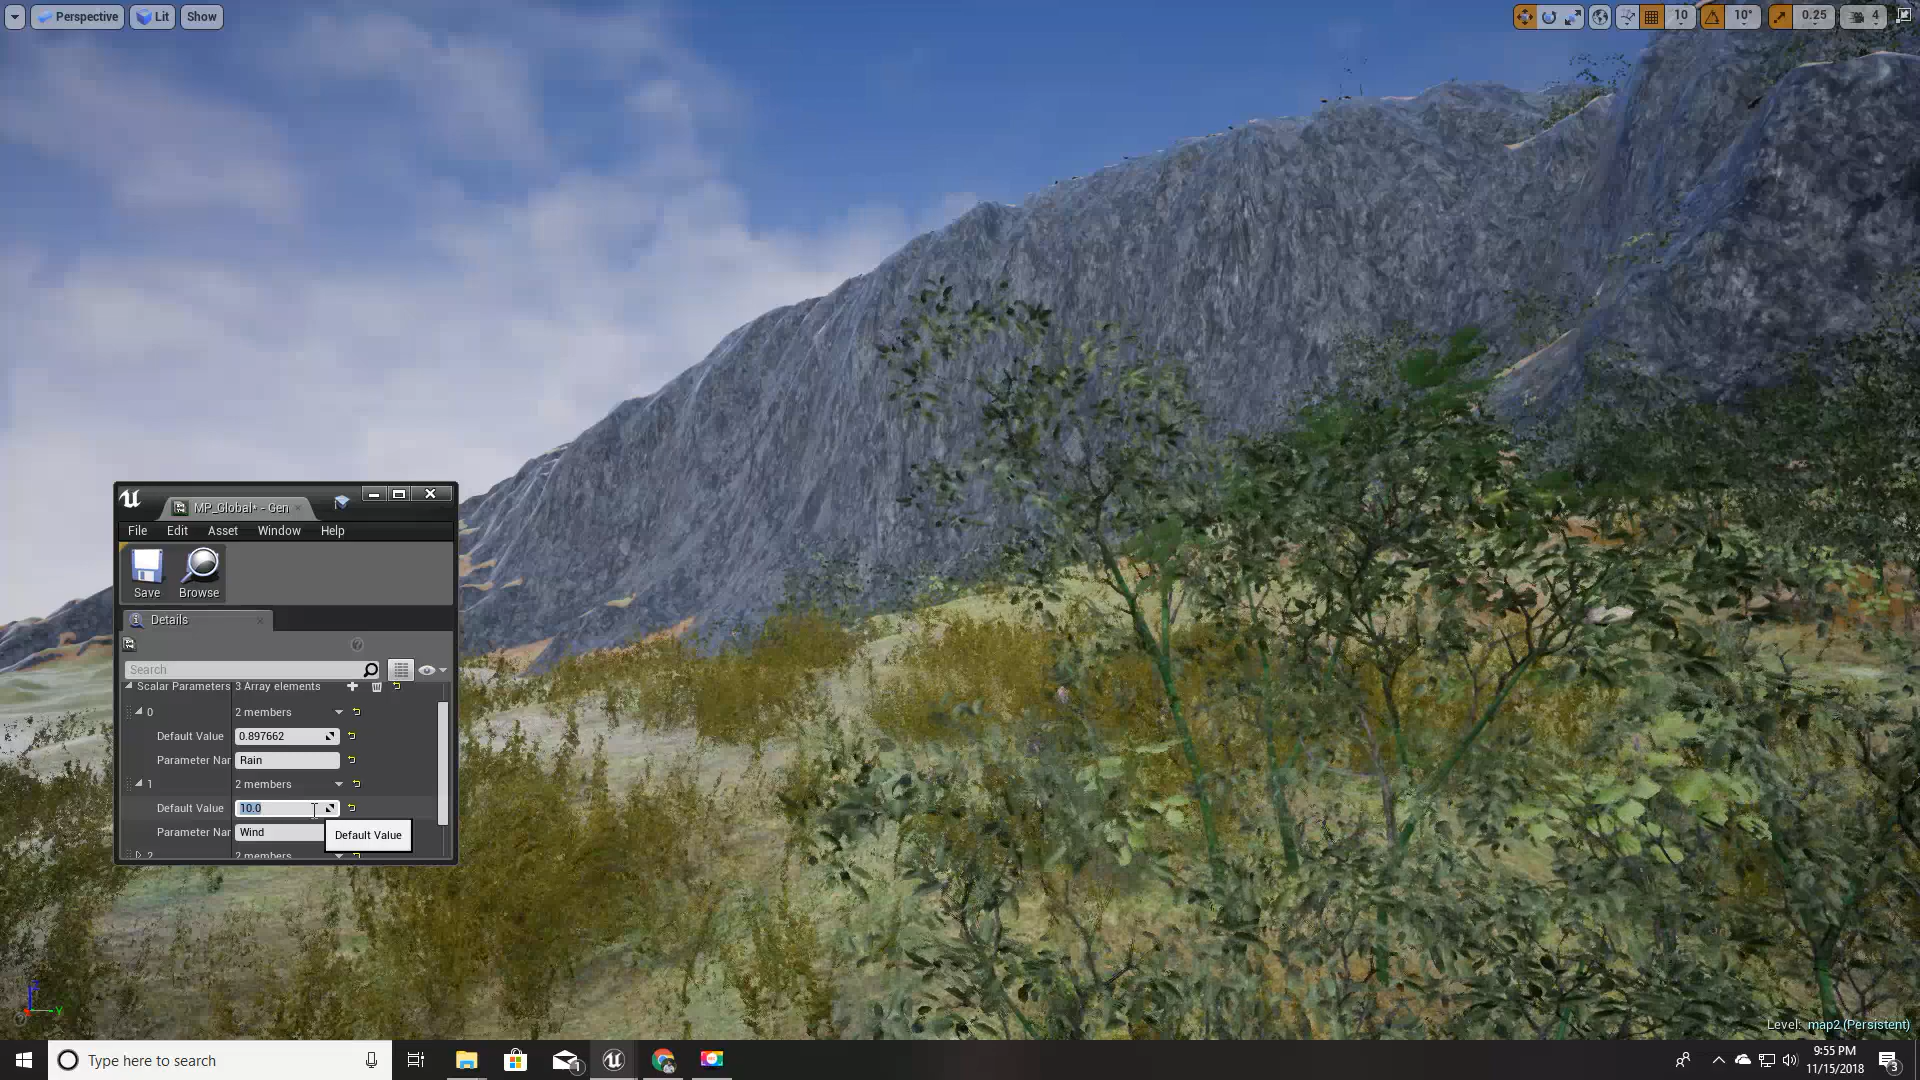 Perspective Lit Show 10 10° 0.25 4
MP_Global* - Gen
File Edit Asset Window Help
Save Browse
Details
Search
Scalar Parameters 3 Array elements
0 2 members
Default Value 0.897662
Parameter Nar Rain
1 2 members
Default Value 10.0
Parameter Nar Wind
Default Value
2 2 members
Z
Y
Level: map2 (Persistent)
Type here to search
1
9:55 PM
11/15/2018
3